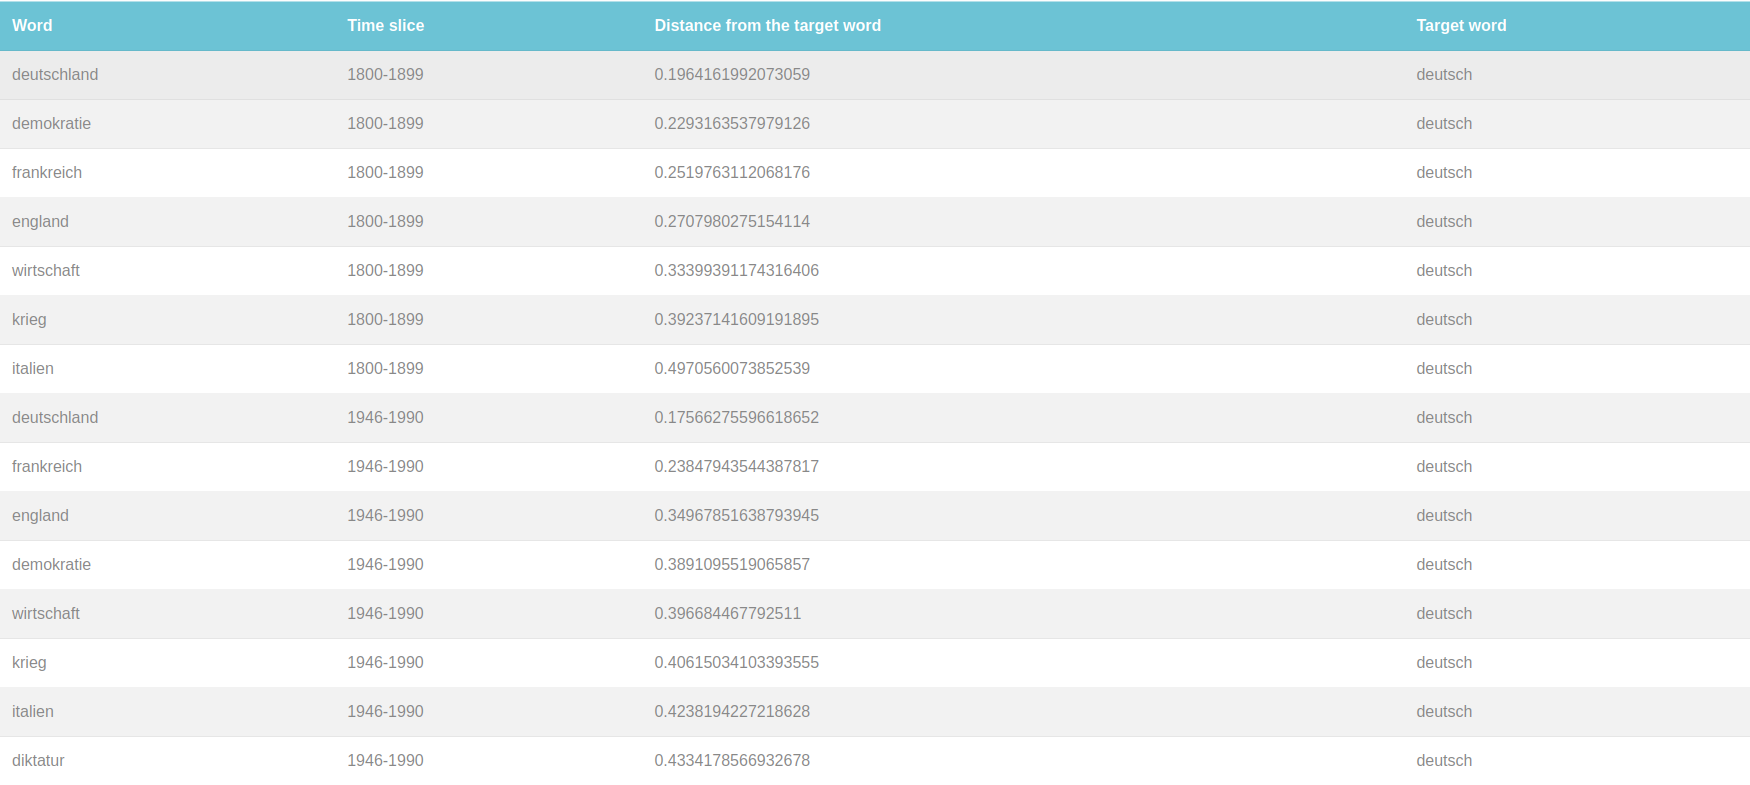 Word Time slice Distance from the target word Target word
deutschland 1800-1899 0.1964161992073059 deutsch
demokratie 1800-1899 0.2293163537979126 deutsch
frankreich 1800-1899 0.2519763112068176 deutsch
england 1800-1899 0.2707980275154114 deutsch
wirtschaft 1800-1899 0.33399391174316406 deutsch
krieg 1800-1899 0.39237141609191895 deutsch
italien 1800-1899 0.4970560073852539 deutsch
deutschland 1946-1990 0.17566275596618652 deutsch
frankreich 1946-1990 0.23847943544387817 deutsch
england 1946-1990 0.34967851638793945 deutsch
demokratie 1946-1990 0.3891095519065857 deutsch
wirtschaft 1946-1990 0.396684467792511 deutsch
krieg 1946-1990 0.40615034103393555 deutsch
italien 1946-1990 0.4238194227218628 deutsch
diktatur 1946-1990 0.4334178566932678 deutsch